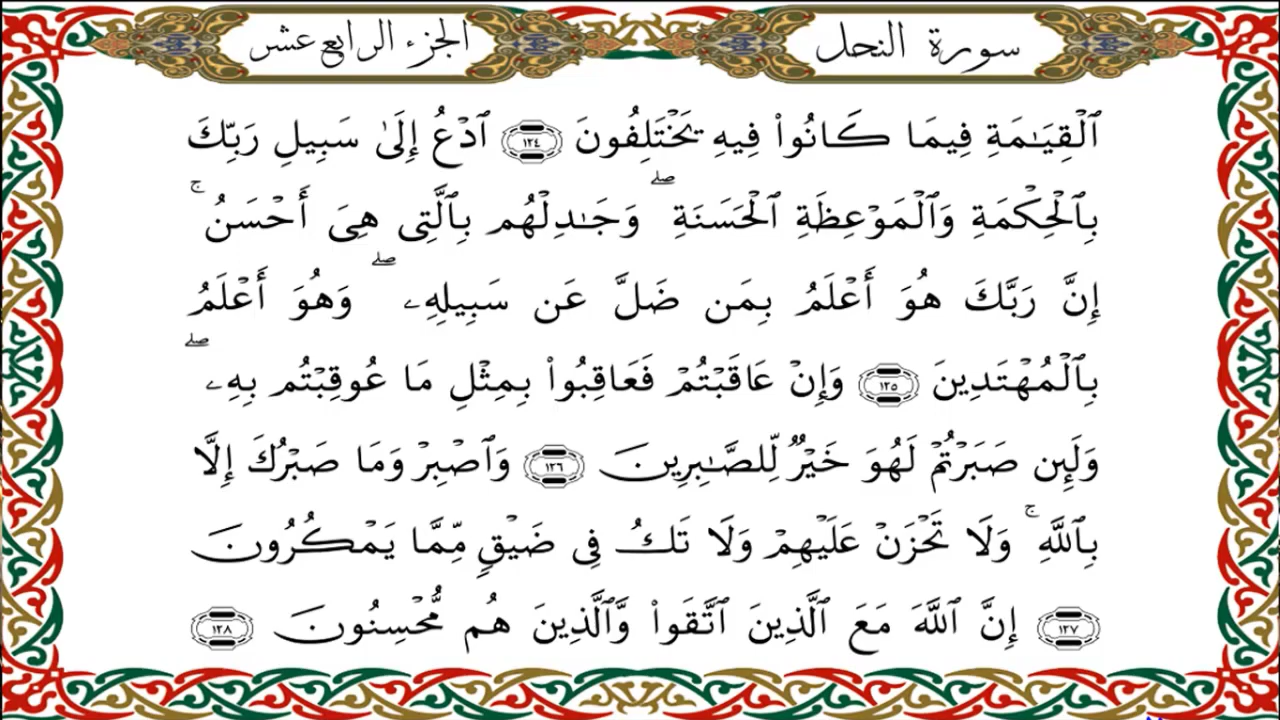 سورة النحل
الجزء الرابع عشر
ٱلْقِيَـٰمَةِ فِيمَا كَانُوا۟ فِيهِ يَخْتَلِفُونَ ١٢٤ ٱدْعُ إِلَىٰ سَبِيلِ رَبِّكَ
بِٱلْحِكْمَةِ وَٱلْمَوْعِظَةِ ٱلْحَسَنَةِ ۖ وَجَـٰدِلْهُم بِٱلَّتِى هِىَ أَحْسَنُ ۚ
إِنَّ رَبَّكَ هُوَ أَعْلَمُ بِمَن ضَلَّ عَن سَبِيلِهِۦ ۖ وَهُوَ أَعْلَمُ
بِٱلْمُهْتَدِينَ ١٢٥ وَإِنْ عَاقَبْتُمْ فَعَاقِبُوا۟ بِمِثْلِ مَا عُوقِبْتُم بِهِۦ ۖ
وَلَئِن صَبَرْتُمْ لَهُوَ خَيْرٌ لِّلصَّـٰبِرِينَ ١٢٦ وَٱصْبِرْ وَمَا صَبْرُكَ إِلَّا
بِٱللَّهِ ۚ وَلَا تَحْزَنْ عَلَيْهِمْ وَلَا تَكُ فِى ضَيْقٍ مِّمَّا يَمْكُرُونَ
١٢٧ إِنَّ ٱللَّهَ مَعَ ٱلَّذِينَ ٱتَّقَوا۟ وَّٱلَّذِينَ هُم مُّحْسِنُونَ ١٢٨